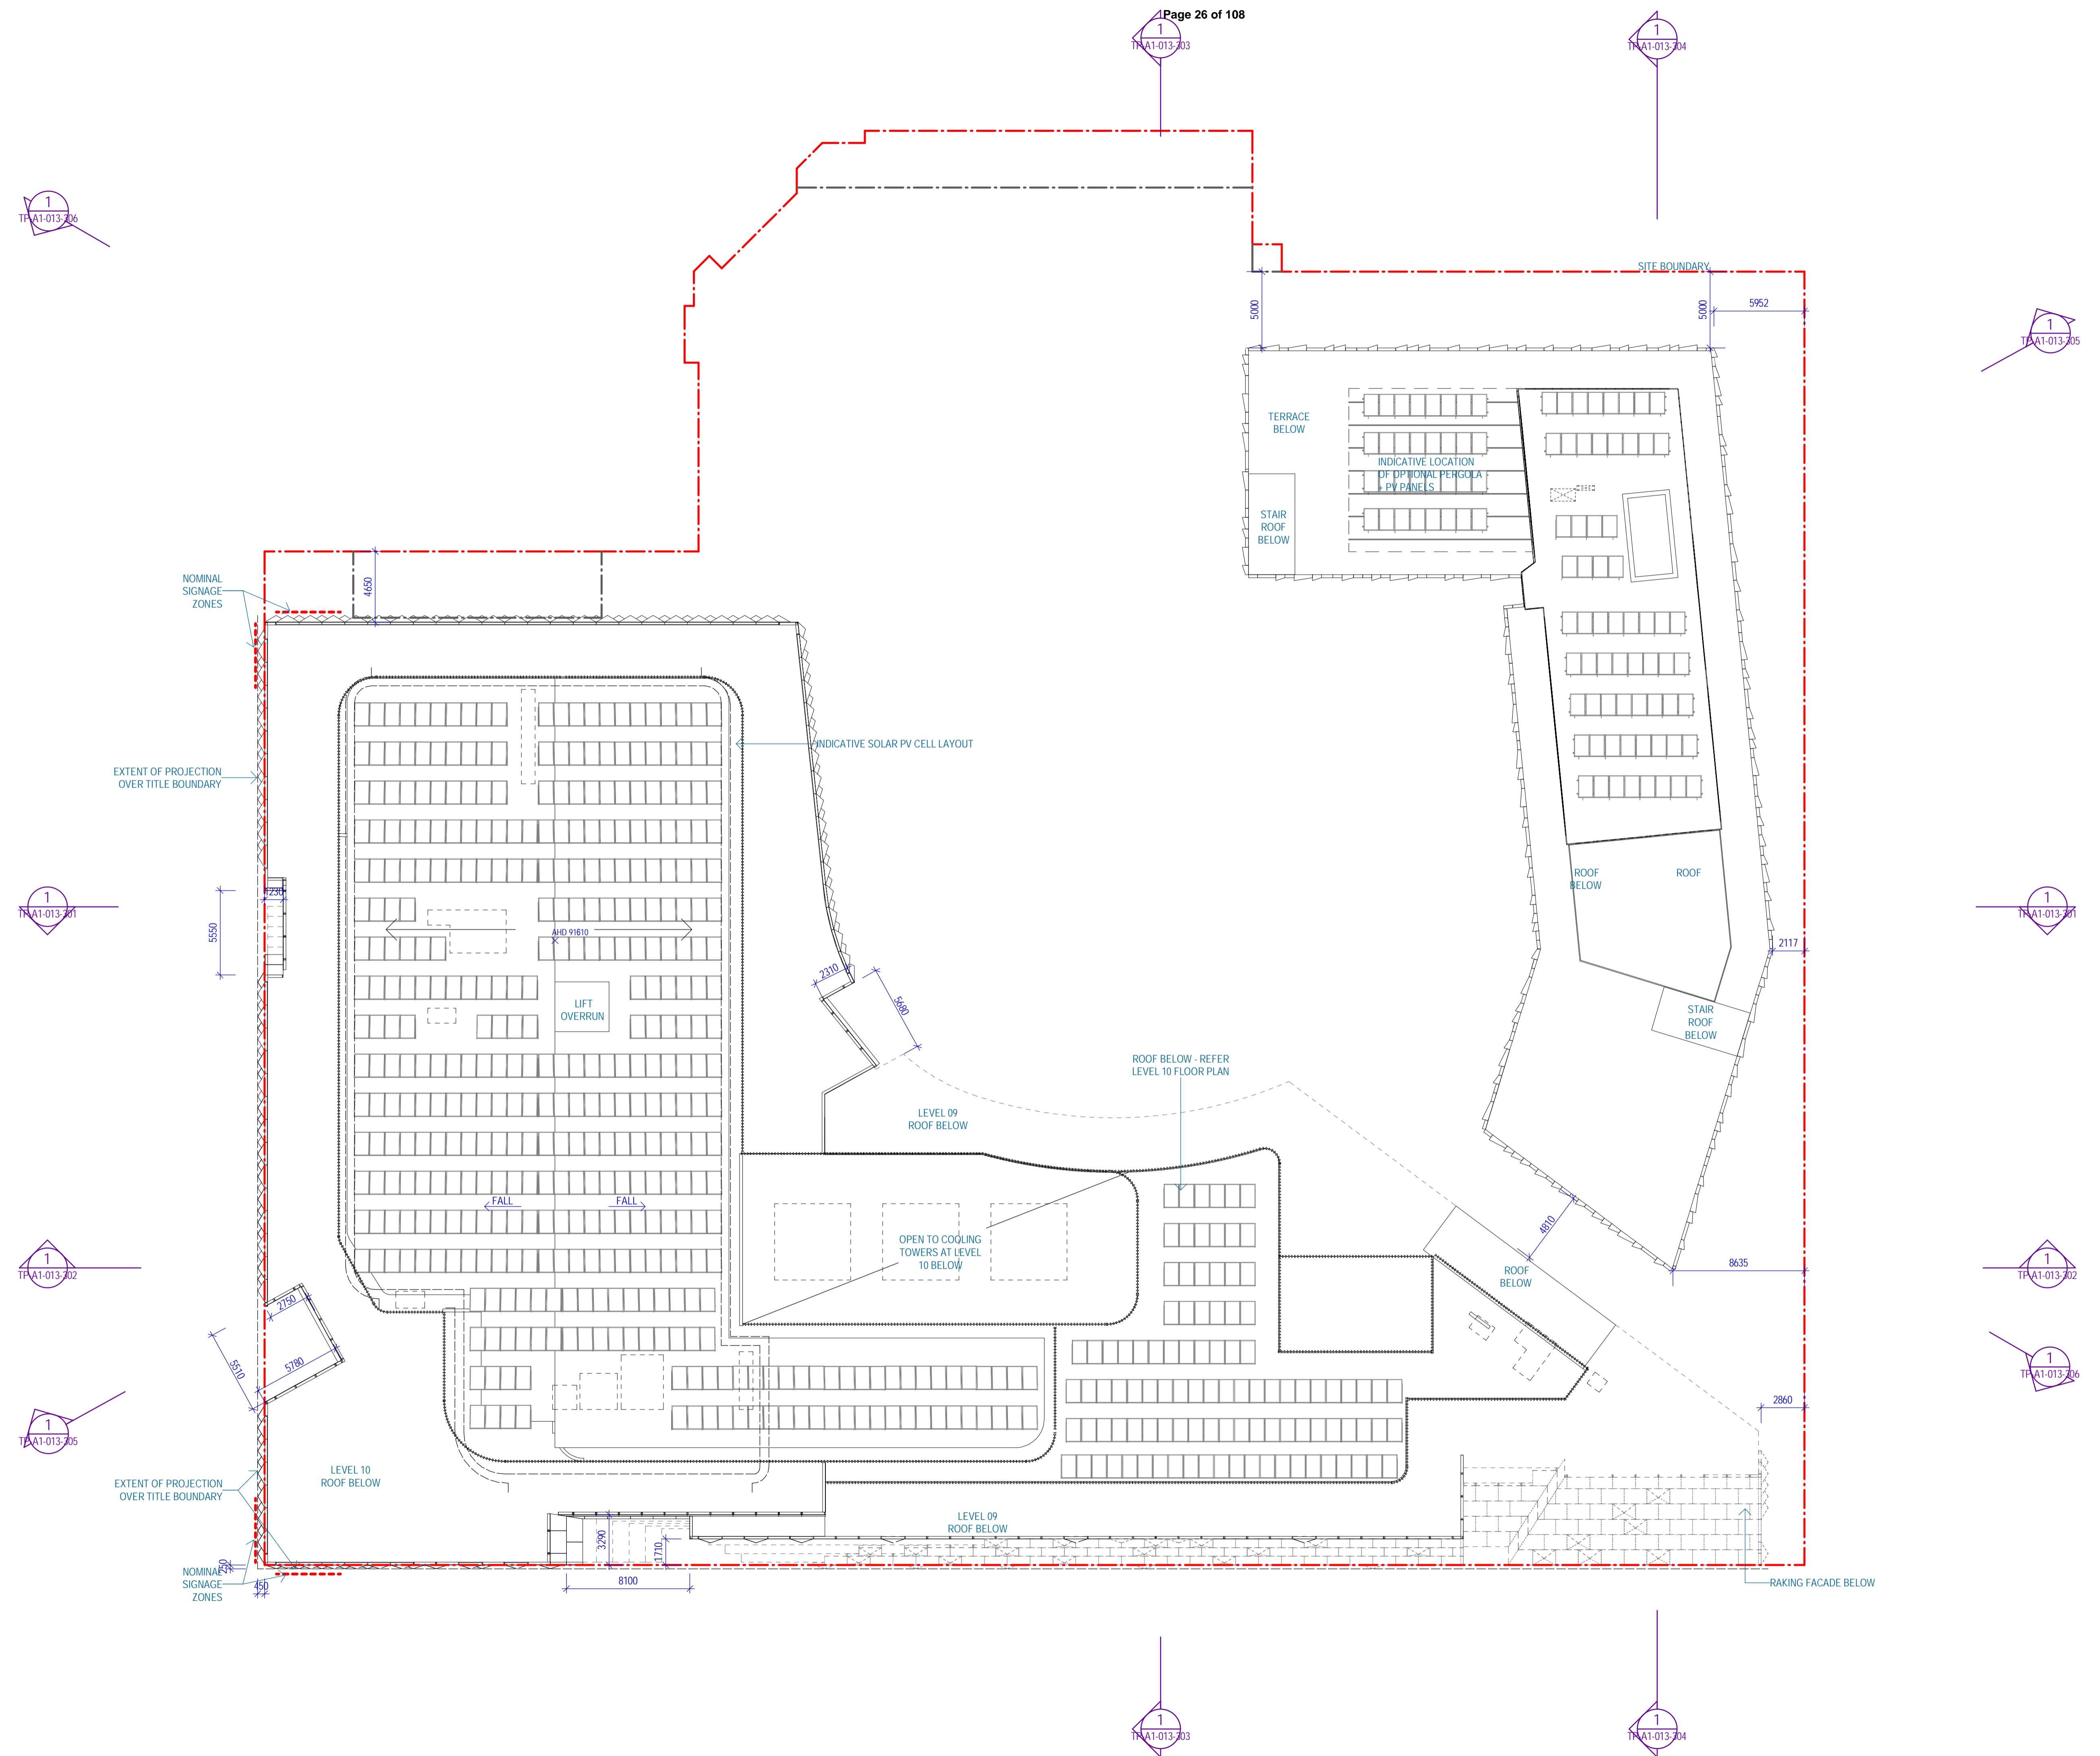 Page 26 of 108
1
TP-A1-013-303
1
TP-A1-013-304
1
TP-A1-013-306
SITE BOUNDARY
5000
5000
5952
1
TP-A1-013-305
TERRACE
BELOW
INDICATIVE LOCATION
OF OPTIONAL PERGOLA
+ PV PANELS
STAIR
ROOF
BELOW
NOMINAL
SIGNAGE
ZONES
4650
INDICATIVE SOLAR PV CELL LAYOUT
EXTENT OF PROJECTION
OVER TITLE BOUNDARY
ROOF
BELOW
ROOF
1230
5550
1
TP-A1-013-301
1
TP-A1-013-301
AHD 91610
2117
2310
5680
LIFT
OVERRUN
STAIR
ROOF
BELOW
ROOF BELOW - REFER
LEVEL 10 FLOOR PLAN
LEVEL 09
ROOF BELOW
FALL
FALL
4810
OPEN TO COOLING
TOWERS AT LEVEL
10 BELOW
1
TP-A1-013-302
8635
ROOF
BELOW
1
TP-A1-013-302
2750
5780
5510
1
TP-A1-013-306
2860
1
TP-A1-013-305
LEVEL 10
ROOF BELOW
EXTENT OF PROJECTION
OVER TITLE BOUNDARY
LEVEL 09
ROOF BELOW
3290
1710
250
450
NOMINAL
SIGNAGE
ZONES
8100
RAKING FACADE BELOW
1
TP-A1-013-303
1
TP-A1-013-304